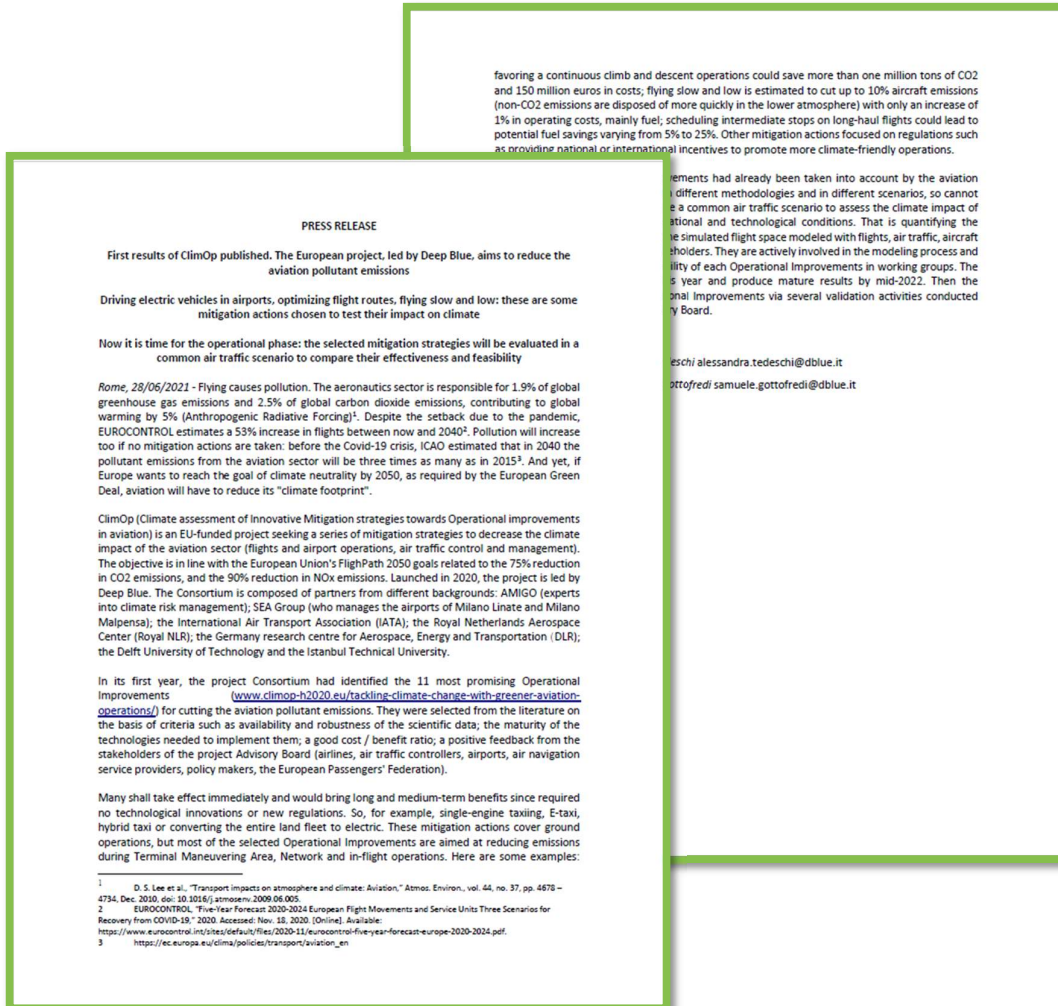 PRESS RELEASE
First results of ClimOp published. The European project, led by Deep Blue, aims to reduce the
aviation pollutant emissions
Driving electric vehicles in airports, optimizing flight routes, flying slow and low: these are some
mitigation actions chosen to test their impact on climate
Now it is time for the operational phase: the selected mitigation strategies will be evaluated in a
common air traffic scenario to compare their effectiveness and feasibility
Rome, 28/06/2021 - Flying causes pollution. The aeronautics sector is responsible for 1.9% of global
greenhouse gas emissions and 2.5% of global carbon dioxide emissions, contributing to global
warming by 5% (Anthropogenic Radiative Forcing)¹. Despite the setback due to the pandemic,
EUROCONTROL estimates a 53% increase in flights between now and 2040². Pollution will increase
too if no mitigation actions are taken: before the Covid-19 crisis, ICAO estimated that in 2040 the
pollutant emissions from the aviation sector will be three times as many as in 2015³. And yet, if
Europe wants to reach the goal of climate neutrality by 2050, as required by the European Green
Deal, aviation will have to reduce its "climate footprint".
ClimOp (Climate assessment of Innovative Mitigation strategies towards Operational improvements
in aviation) is an EU-funded project seeking a series of mitigation strategies to decrease the climate
impact of the aviation sector (flights and airport operations, air traffic control and management).
The objective is in line with the European Union's FlighPath 2050 goals related to the 75% reduction
in CO2 emissions, and the 90% reduction in NOx emissions. Launched in 2020, the project is led by
Deep Blue. The Consortium is composed of partners from different backgrounds: AMIGO (experts
into climate risk management); SEA Group (who manages the airports of Milano Linate and Milano
Malpensa); the International Air Transport Association (IATA); the Royal Netherlands Aerospace
Center (Royal NLR); the Germany research centre for Aerospace, Energy and Transportation (DLR);
the Delft University of Technology and the Istanbul Technical University.
In its first year, the project Consortium had identified the 11 most promising Operational
Improvements (www.climop-h2020.eu/tackling-climate-change-with-greener-aviation-
operations/) for cutting the aviation pollutant emissions. They were selected from the literature on
the basis of criteria such as availability and robustness of the scientific data; the maturity of the
technologies needed to implement them; a good cost / benefit ratio; a positive feedback from the
stakeholders of the project Advisory Board (airlines, air traffic controllers, airports, air navigation
service providers, policy makers, the European Passengers' Federation).
Many shall take effect immediately and would bring long and medium-term benefits since required
no technological innovations or new regulations. So, for example, single-engine taxiing, E-taxi,
hybrid taxi or converting the entire land fleet to electric. These mitigation actions cover ground
operations, but most of the selected Operational Improvements are aimed at reducing emissions
during Terminal Maneuvering Area, Network and in-flight operations. Here are some examples:
1 D. S. Lee et al., "Transport impacts on atmosphere and climate: Aviation," Atmos. Environ., vol. 44, no. 37, pp. 4678 –
4734, Dec. 2010, doi: 10.1016/j.atmosenv.2009.06.005.
2 EUROCONTROL, "Five-Year Forecast 2020-2024 European Flight Movements and Service Units Three Scenarios for
Recovery from COVID-19," 2020. Accessed: Nov. 18, 2020. [Online]. Available:
https://www.eurocontrol.int/sites/default/files/2020-11/eurocontrol-five-year-forecast-europe-2020-2024.pdf.
3 https://ec.europa.eu/clima/policies/transport/aviation_en
favoring a continuous climb and descent operations could save more than one million tons of CO2
and 150 million euros in costs; flying slow and low is estimated to cut up to 10% aircraft emissions
(non-CO2 emissions are disposed of more quickly in the lower atmosphere) with only an increase of
1% in operating costs, mainly fuel; scheduling intermediate stops on long-haul flights could lead to
potential fuel savings varying from 5% to 25%. Other mitigation actions focused on regulations such
as providing national or international incentives to promote more climate-friendly operations.
ements had already been taken into account by the aviation
different methodologies and in different scenarios, so cannot
a common air traffic scenario to assess the climate impact of
ational and technological conditions. That is quantifying the
simulated flight space modeled with flights, air traffic, aircraft
eholders. They are actively involved in the modeling process and
ility of each Operational Improvements in working groups. The
s year and produce mature results by mid-2022. Then the
onal Improvements via several validation activities conducted
y Board.
eschi alessandra.tedeschi@dblue.it
ottofredi samuele.gottofredi@dblue.it